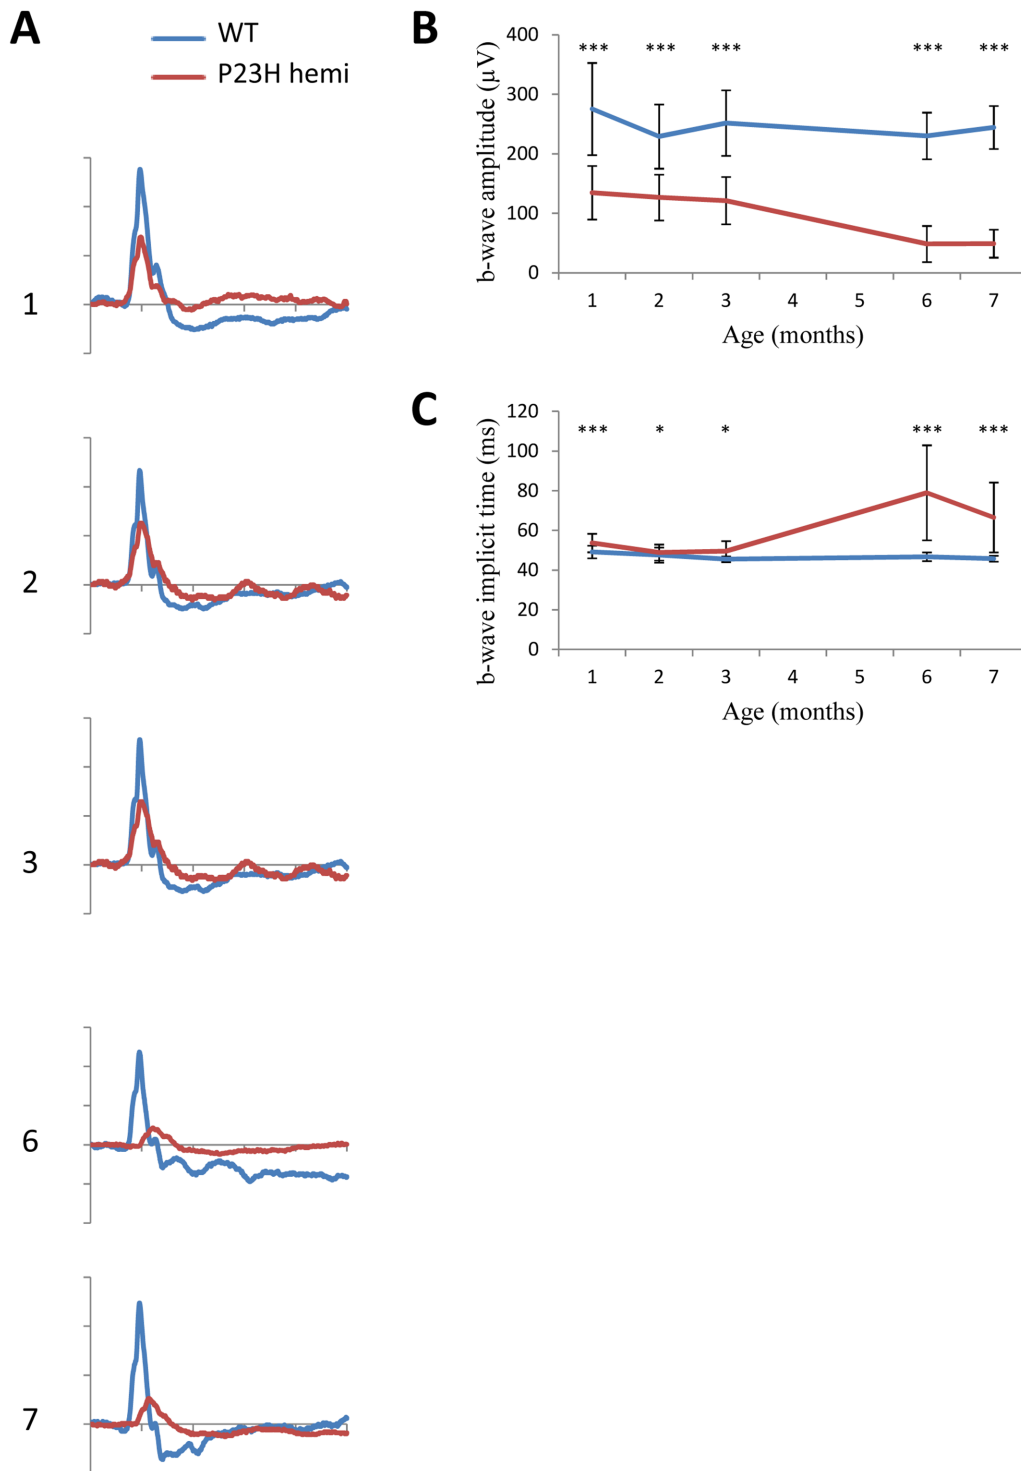 A
WT
P23H hemi
1
2
3
6
7
B
b-wave amplitude (µV)
400
300
200
100
0
*** *** *** *** ***
1 2 3 4 5 6 7
Age (months)
C
b-wave implicit time (ms)
120
100
80
60
40
20
0
*** * * *** ***
1 2 3 4 5 6 7
Age (months)